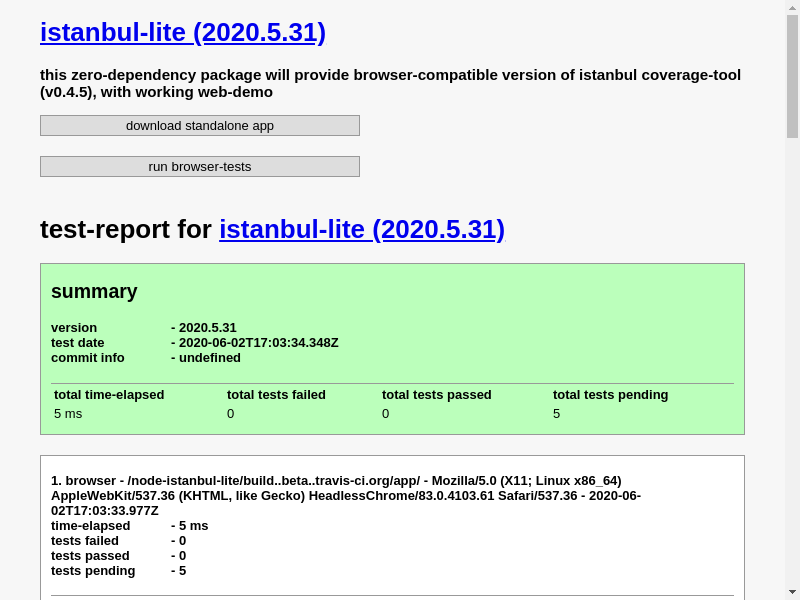 istanbul-lite (2020.5.31)
this zero-dependency package will provide browser-compatible version of istanbul coverage-tool
(v0.4.5), with working web-demo
download standalone app
run browser-tests
test-report for istanbul-lite (2020.5.31)
summary
version - 2020.5.31
test date - 2020-06-02T17:03:34.348Z
commit info - undefined
total time-elapsed total tests failed total tests passed total tests pending
5 ms 0 0 5
1. browser - /node-istanbul-lite/build..beta..travis-ci.org/app/ - Mozilla/5.0 (X11; Linux x86_64)
AppleWebKit/537.36 (KHTML, like Gecko) HeadlessChrome/83.0.4103.61 Safari/537.36 - 2020-06-
02T17:03:33.977Z
time-elapsed - 5 ms
tests failed - 0
tests passed - 0
tests pending - 5